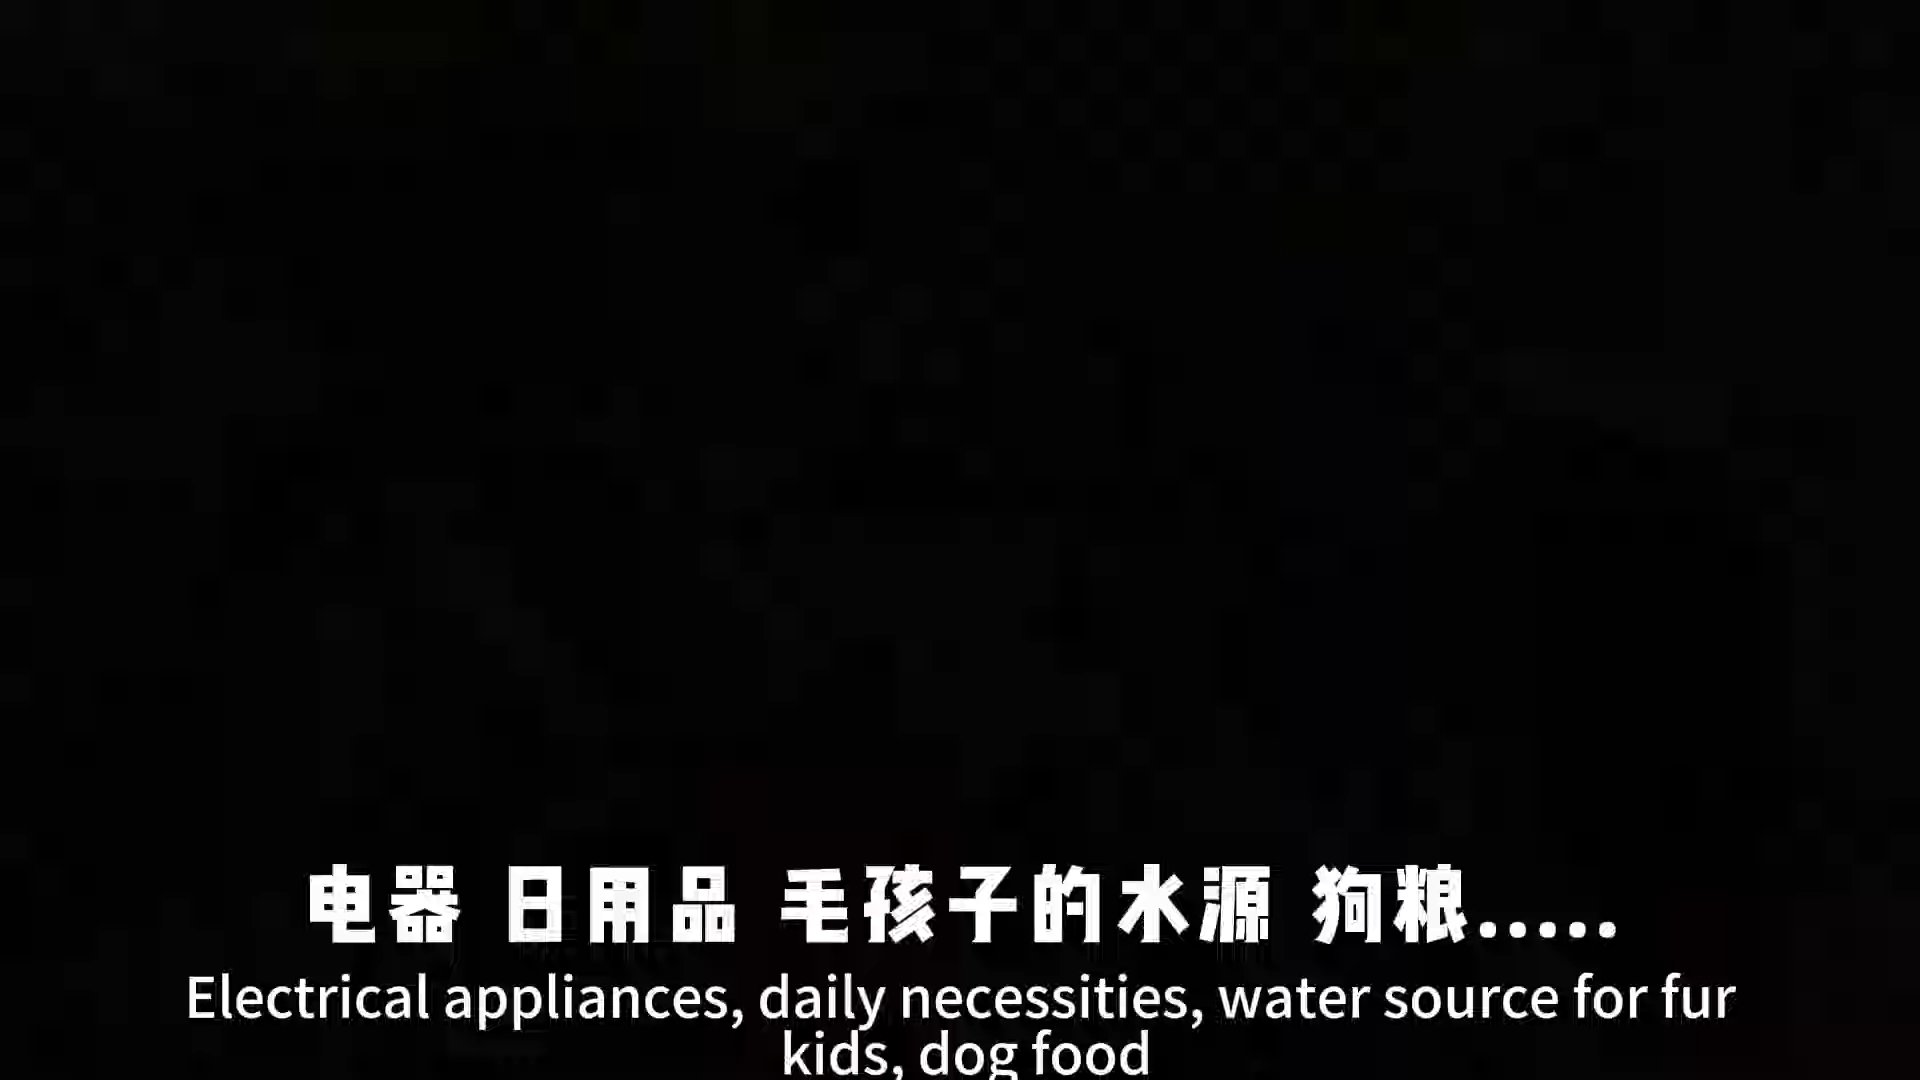 电器 日用品 毛孩子的水源 狗粮.....
Electrical appliances, daily necessities, water source for fur
kids, dog food